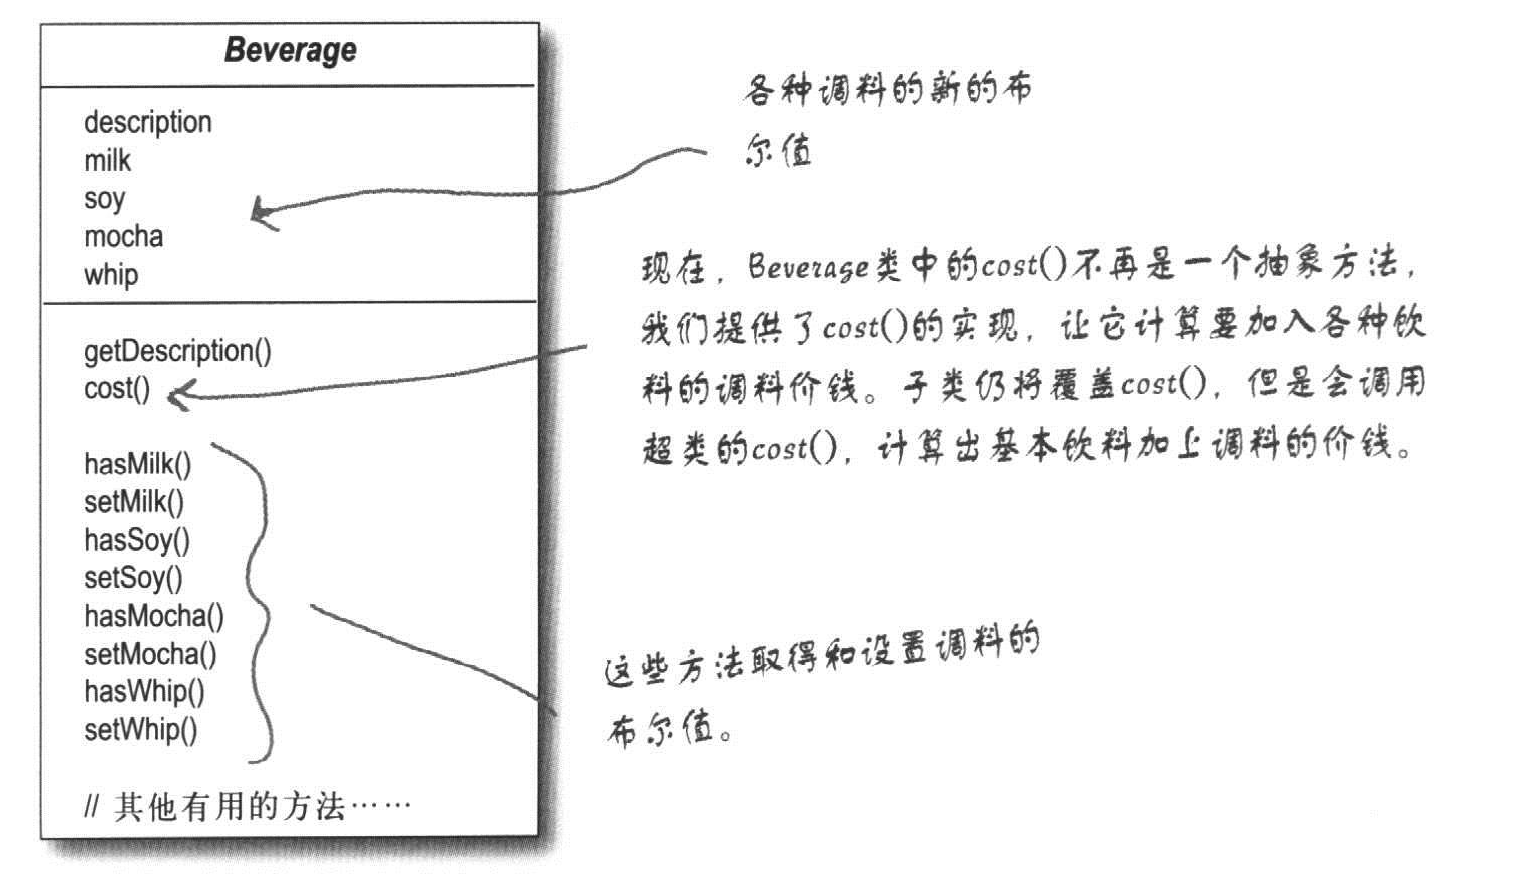 Beverage
description
milk
soy
mocha
whip
getDescription()
cost()
hasMilk()
setMilk()
hasSoy()
setSoy()
hasMocha()
setMocha()
hasWhip()
setWhip()
// 其他有用的方法……
各种调料的新的布
尔值
现在，Beverage类中的cost()不再是一个抽象方法，
我们提供了cost()的实现，让它计算要加入各种饮
料的调料价钱。子类仍将覆盖cost()，但是会调用
超类的cost()，计算出基本饮料加上调料的价钱。
这些方法取得和设置调料的
布尔值。